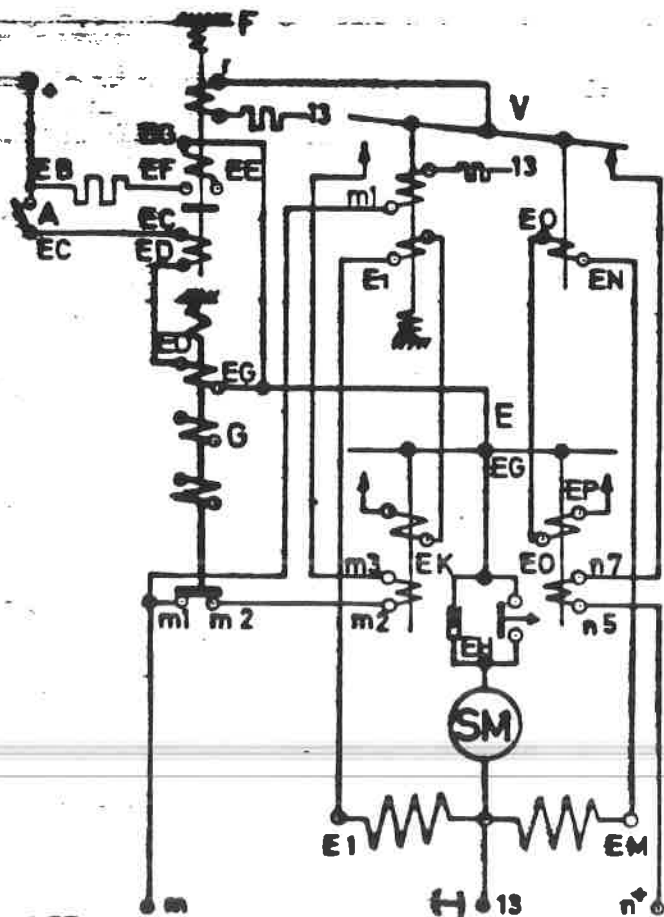 F
r
V
13
EG
13
EB EF EE
m1
A
EC
EC
ED
EQ
E1 EN
ED
EG
E
G
EG
EP
m3 EK EO n7
m1 m2 m2 n5
EH
SM
E1 EM
m (-) 13 n+